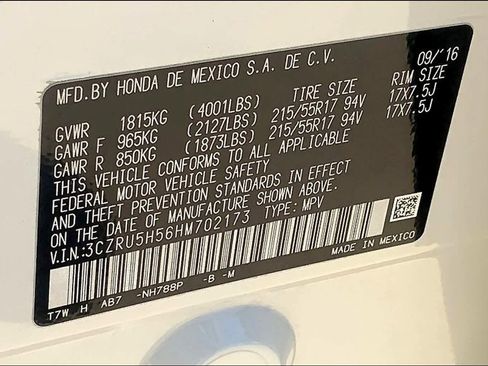 MFD.BY HONDA DE MEXICO S.A. DE C.V. 09/'16
TIRE SIZE RIM SIZE
GVWR 1815KG (4001LBS)
GAWR F 965KG (2127LBS) 215/55R17 94V 17X7.5J
GAWR R 850KG (1873LBS) 215/55R17 94V 17X7.5J
THIS VEHICLE CONFORMS TO ALL APPLICABLE
FEDERAL MOTOR VEHICLE SAFETY
AND THEFT PREVENTION STANDARDS IN EFFECT
ON THE DATE OF MANUFACTURE SHOWN ABOVE.
V.I.N.:3CZRU5H56HM702173 TYPE: MPV
MADE IN MEXICO
T7W H AB7 -NH788P -B -M